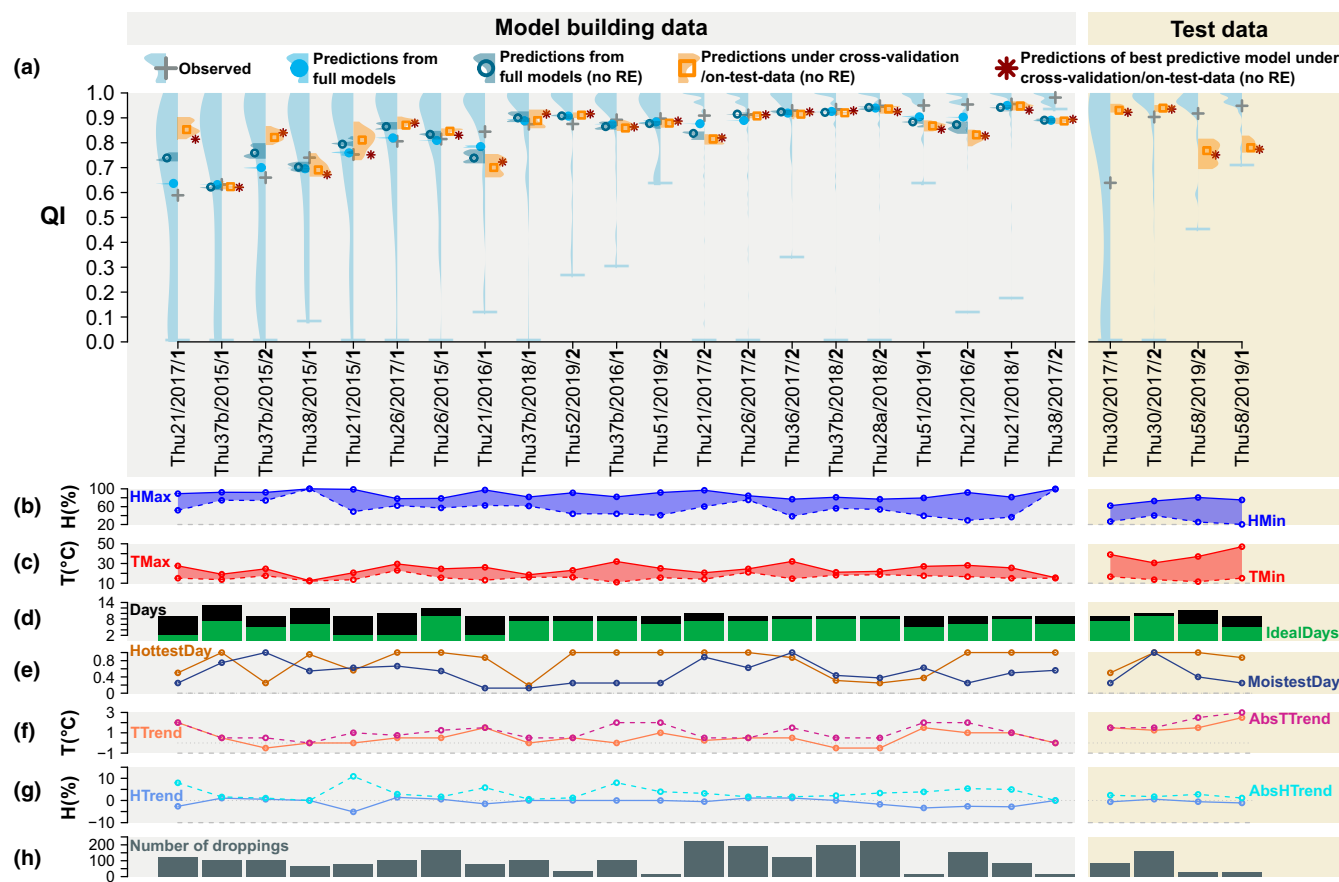 Model building data
Test data
(a)
Observed
Predictions from
full models
Predictions from
full models (no RE)
Predictions under cross-validation
/on-test-data (no RE)
Predictions of best predictive model under
cross-validation/on-test-data (no RE)
QI
1.0
0.9
0.8
0.7
0.6
0.5
0.4
0.3
0.2
0.1
0.0
Thu21/2017/1
Thu37b/2015/1
Thu37b/2015/2
Thu38/2015/1
Thu21/2015/1
Thu26/2017/1
Thu26/2015/1
Thu21/2016/1
Thu37b/2018/1
Thu52/2019/2
Thu37b/2016/1
Thu51/2019/2
Thu21/2017/2
Thu26/2017/2
Thu36/2017/2
Thu37b/2018/2
Thu28a/2018/2
Thu51/2019/1
Thu21/2016/2
Thu21/2018/1
Thu38/2017/2
Thu30/2017/1
Thu30/2017/2
Thu58/2019/2
Thu58/2019/1
(b)
H(%)
100
60
20
HMax
HMin
(c)
T(°C)
50
30
10
TMax
TMin
(d)
14
8
2
Days
IdealDays
(e)
0.8
0.4
0
HottestDay
MoistestDay
(f)
T(°C)
3
1
−1
TTrend
AbsTTrend
(g)
H(%)
10
0
−10
HTrend
AbsHTrend
(h)
200
100
0
Number of droppings